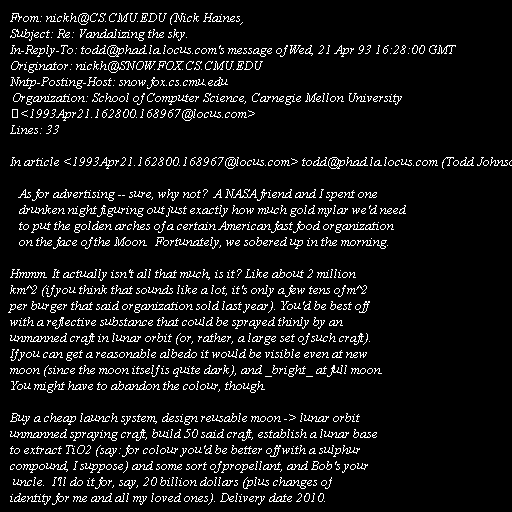 From: nickh@CS.CMU.EDU (Nick Haines,
Subject: Re: Vandalizing the sky.
In-Reply-To: todd@phad.la.locus.com's message of Wed, 21 Apr 93 16:28:00 GMT
Originator: nickh@SNOW.FOX.CS.CMU.EDU
Nntp-Posting-Host: snow.fox.cs.cmu.edu
Organization: School of Computer Science, Carnegie Mellon University
<1993Apr21.162800.168967@locus.com>
Lines: 33

In article <1993Apr21.162800.168967@locus.com> todd@phad.la.locus.com (Todd Johnso

As for advertising -- sure, why not? A NASA friend and I spent one
drunken night figuring out just exactly how much gold mylar we'd need
to put the golden arches of a certain American fast food organization
on the face of the Moon. Fortunately, we sobered up in the morning.

Hmmm. It actually isn't all that much, is it? Like about 2 million
km^2 (if you think that sounds like a lot, it's only a few tens of m^2
per burger that said organization sold last year). You'd be best off
with a reflective substance that could be sprayed thinly by an
unmanned craft in lunar orbit (or, rather, a large set of such craft).
If you can get a reasonable albedo it would be visible even at new
moon (since the moon itself is quite dark), and _bright_ at full moon.
You might have to abandon the colour, though.

Buy a cheap launch system, design reusable moon -> lunar orbit
unmanned spraying craft, build 50 said craft, establish a lunar base
to extract TiO2 (say: for colour you'd be better off with a sulphur
compound, I suppose) and some sort of propellant, and Bob's your
uncle. I'll do it for, say, 20 billion dollars (plus changes of
identity for me and all my loved ones). Delivery date 2010.